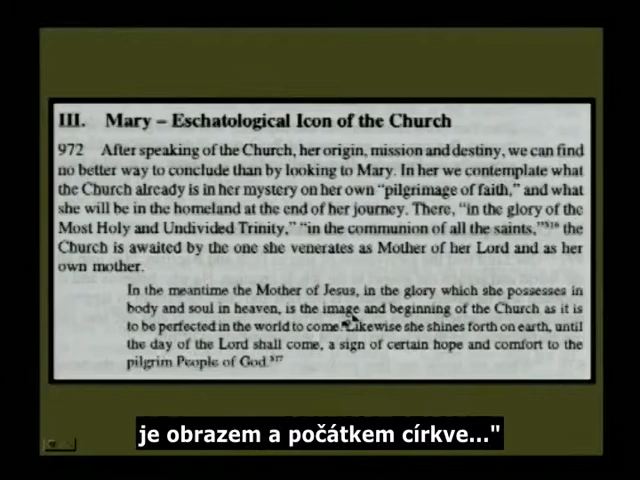 III. Mary – Eschatological Icon of the Church
972 After speaking of the Church, her origin, mission and destiny, we can find
no better way to conclude than by looking to Mary. In her we contemplate what
the Church already is in her mystery on her own “pilgrimage of faith,” and what
she will be in the homeland at the end of her journey. There, “in the glory of the
Most Holy and Undivided Trinity,” “in the communion of all the saints,”⁵¹⁶ the
Church is awaited by the one she venerates as Mother of her Lord and as her
own mother.
In the meantime the Mother of Jesus, in the glory which she possesses in
body and soul in heaven, is the image and beginning of the Church as it is
to be perfected in the world to come. Likewise she shines forth on earth, until
the day of the Lord shall come, a sign of certain hope and comfort to the
pilgrim People of God.⁵¹⁷
je obrazem a počátkem církve..."